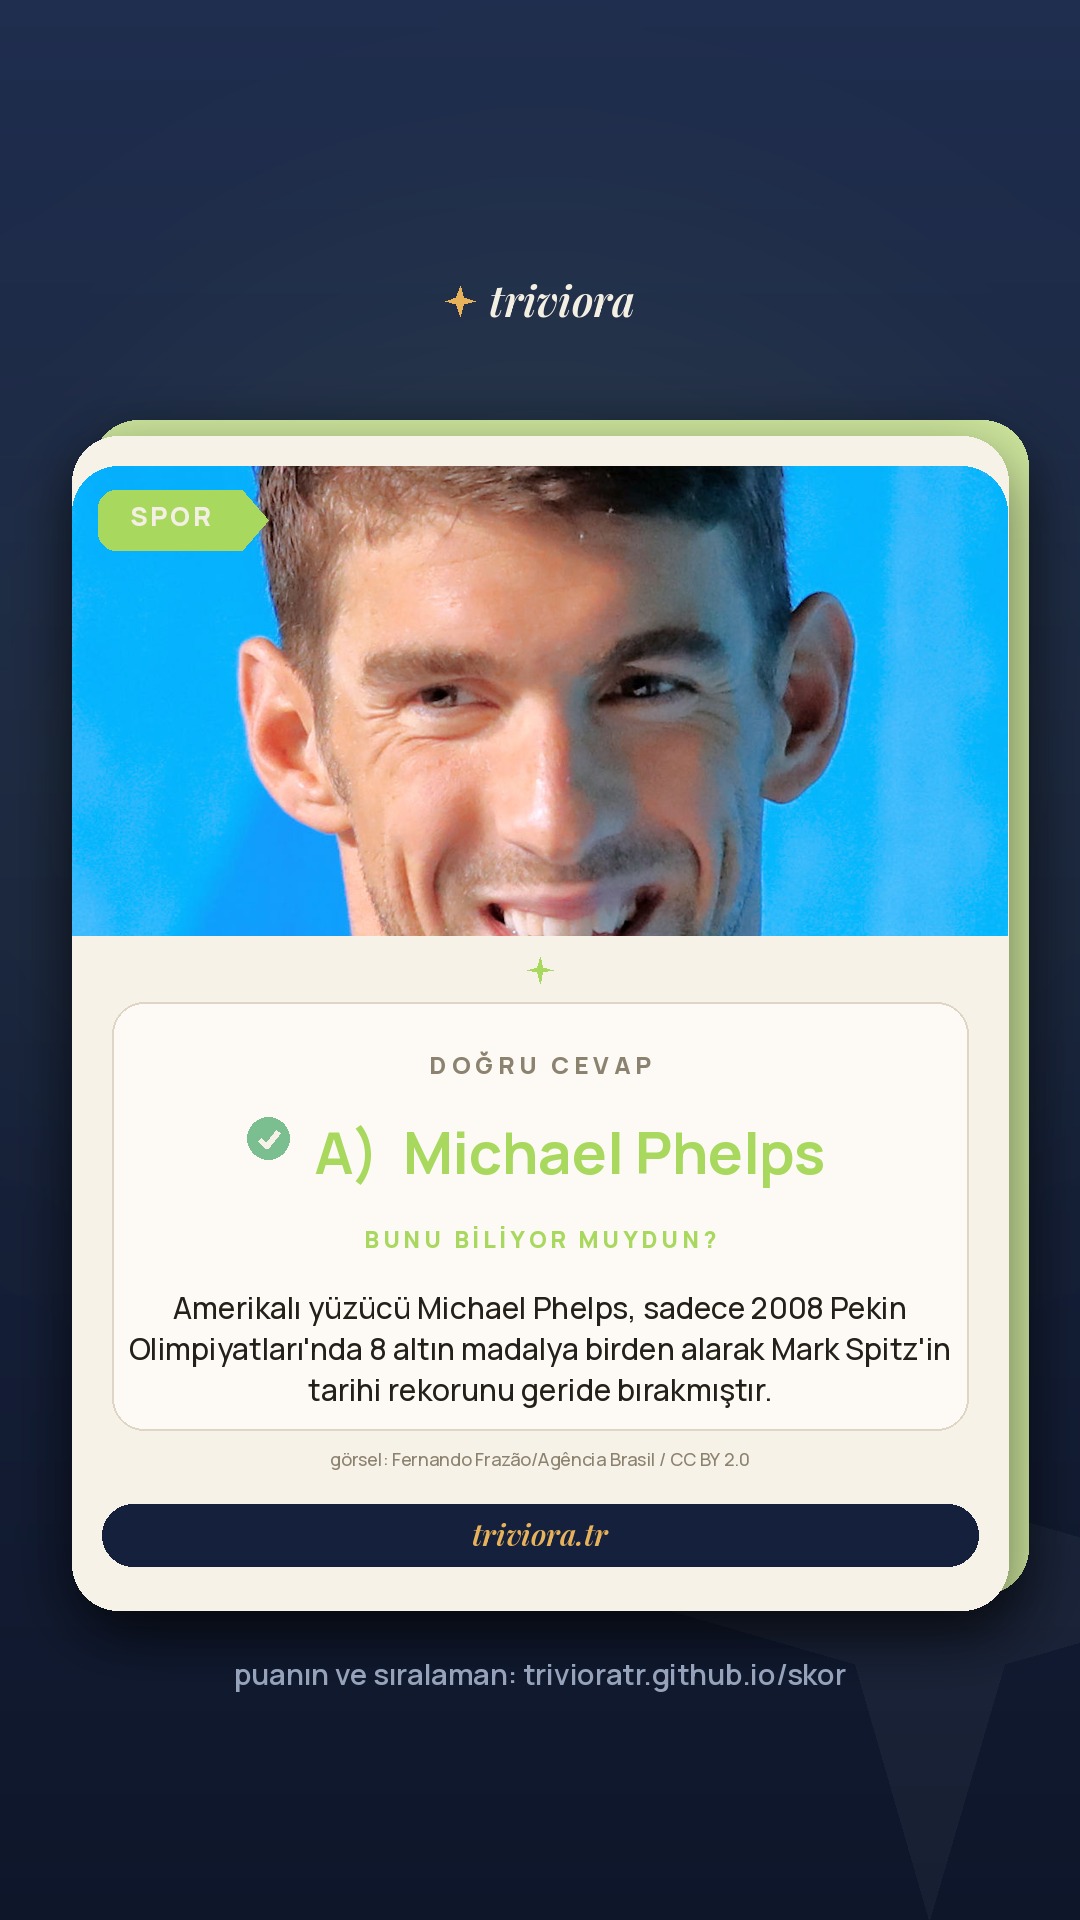 triviora
SPOR
DOĞRU CEVAP
A) Michael Phelps
BUNU BİLİYOR MUYDUN?
Amerikalı yüzücü Michael Phelps, sadece 2008 Pekin
Olimpiyatları'nda 8 altın madalya birden alarak Mark Spitz'in
tarihi rekorunu geride bırakmıştır.
görsel: Fernando Frazão/Agência Brasil / CC BY 2.0
triviora.tr
puanın ve sıralaman: trivioratr.github.io/skor